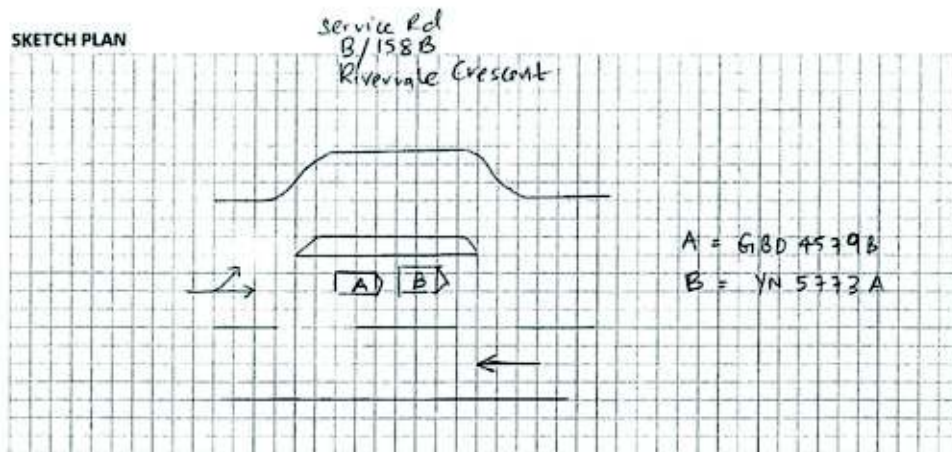 SKETCH PLAN
Service Rd
B/158B
Rivervale Crescent
A = GBD 4579B
B = YN 5773A
A
B